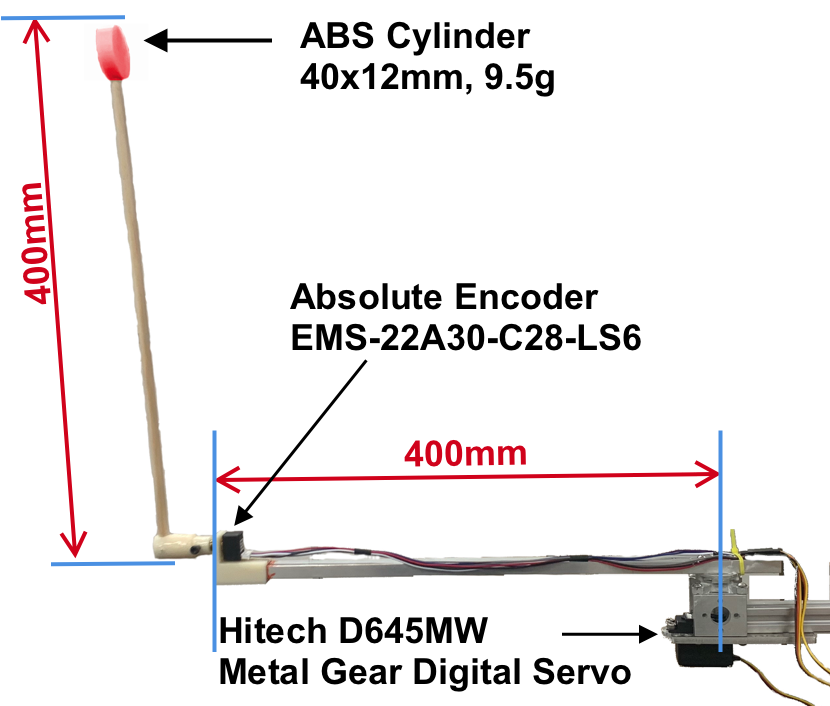 ABS Cylinder
40x12mm, 9.5g
400mm
Absolute Encoder
EMS-22A30-C28-LS6
400mm
Hitech D645MW
Metal Gear Digital Servo